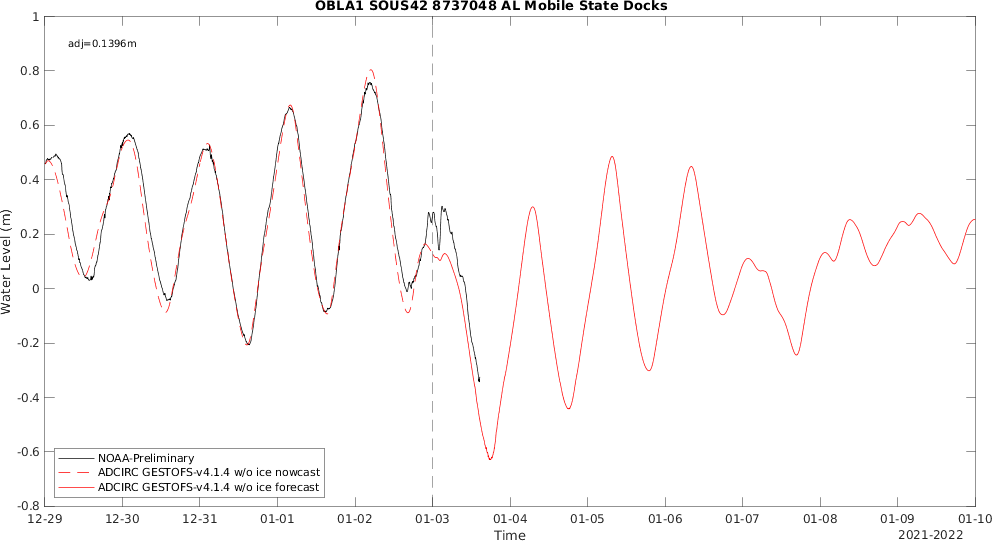 OBLA1 SOUS42 8737048 AL Mobile State Docks
adj=0.1396m
Water Level (m)
1
0.8
0.6
0.4
0.2
0
-0.2
-0.4
-0.6
-0.8
NOAA-Preliminary
ADCIRC GESTOFS-v4.1.4 w/o ice nowcast
ADCIRC GESTOFS-v4.1.4 w/o ice forecast
12-29 12-30 12-31 01-01 01-02 01-03 01-04 01-05 01-06 01-07 01-08 01-09 01-10
Time
2021-2022